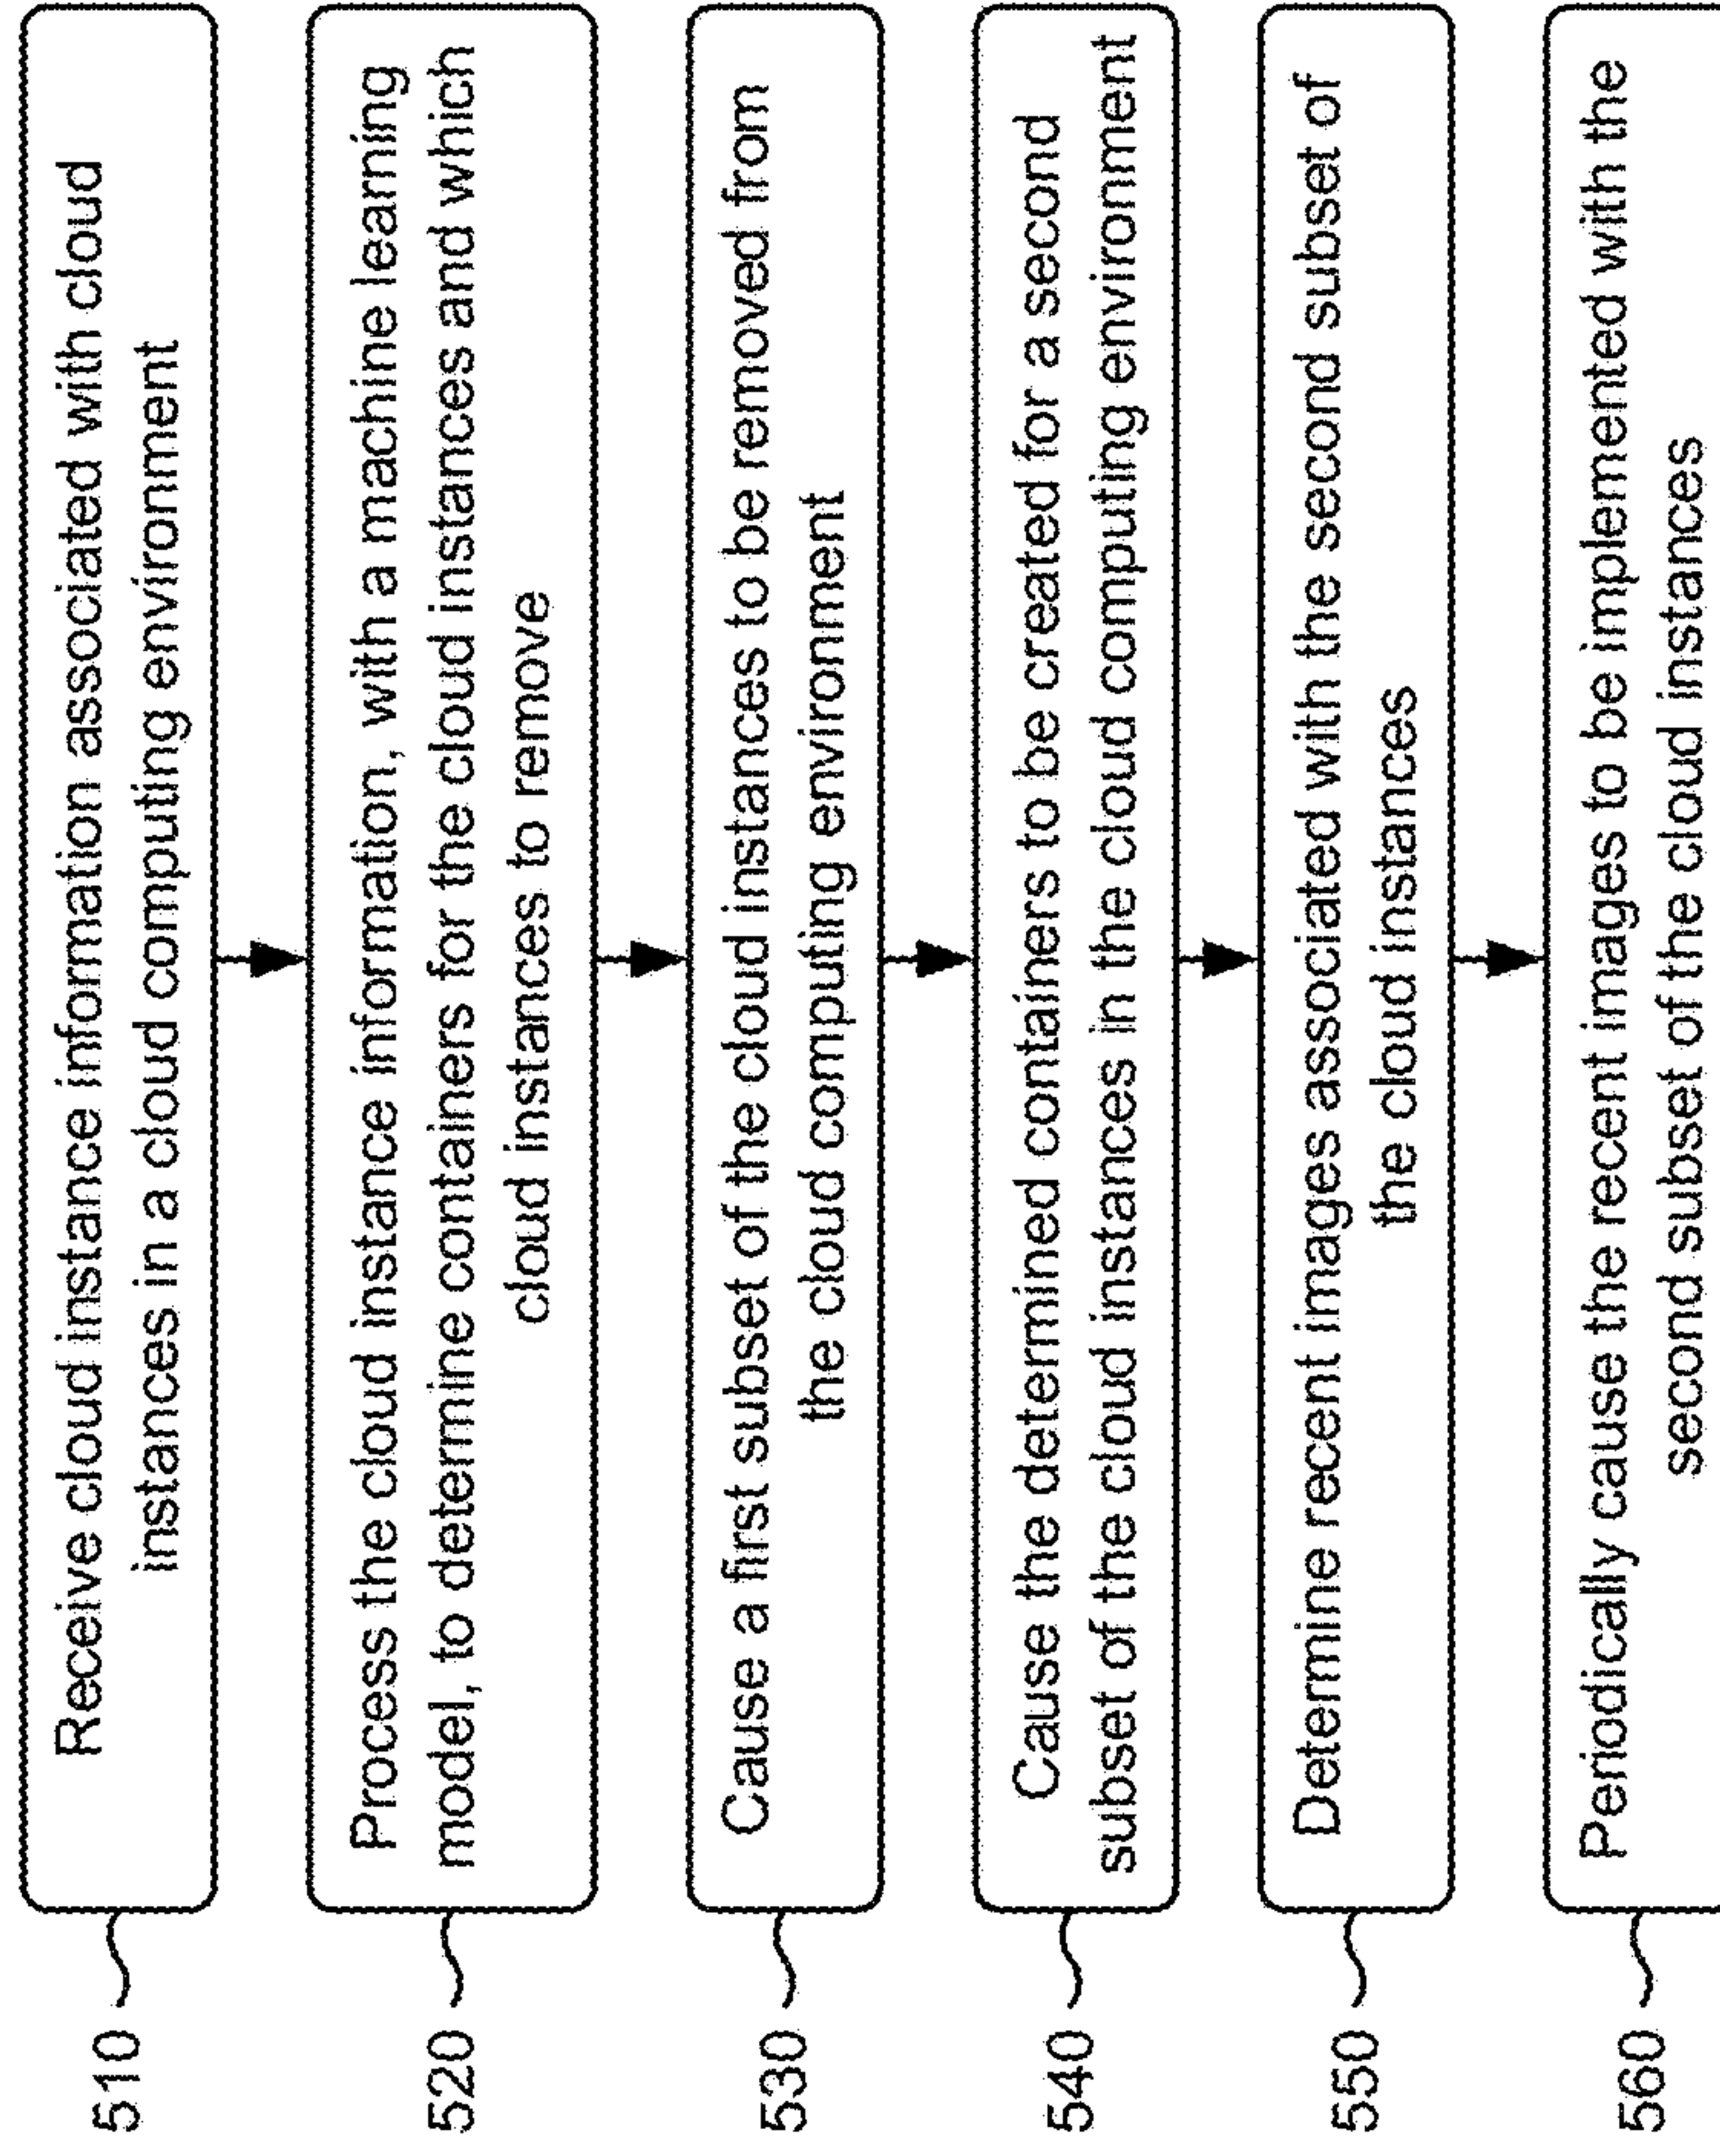 510
Receive cloud instance information associated with cloud
instances in a cloud computing environment
520
Process the cloud instance information, with a machine learning
model, to determine containers for the cloud instances and which
cloud instances to remove
530
Cause a first subset of the cloud instances to be removed from
the cloud computing environment
540
Cause the determined containers to be created for a second
subset of the cloud instances in the cloud computing environment
550
Determine recent images associated with the second subset of
the cloud instances
560
Periodically cause the recent images to be implemented with the
second subset of the cloud instances